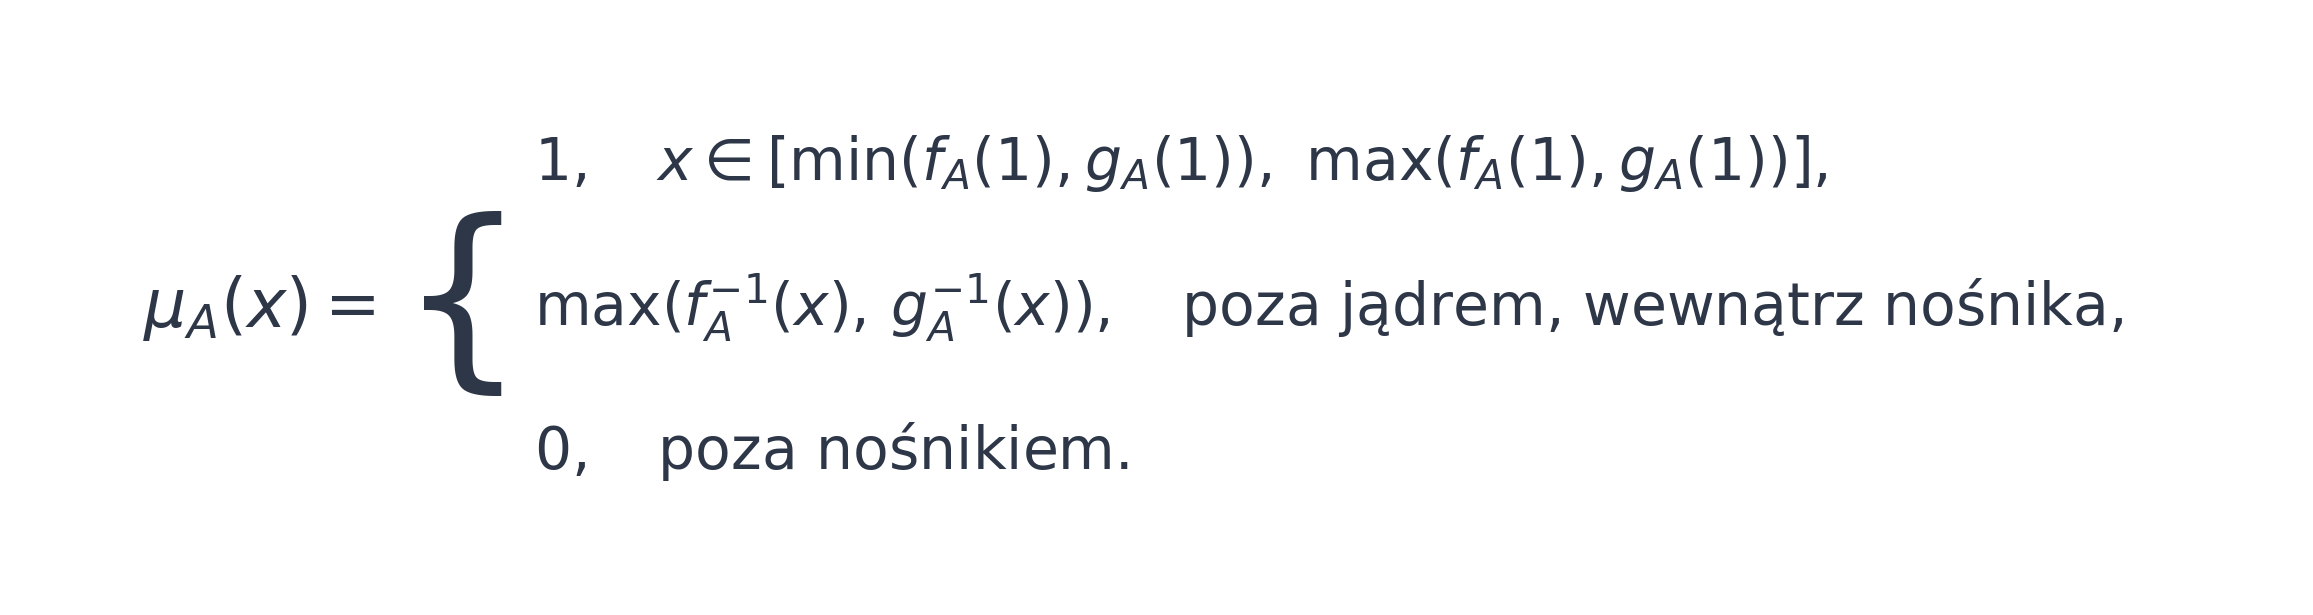 1, x ∈ [min(f_A(1), g_A(1)), max(f_A(1), g_A(1))],
μ_A(x) = { max(f_A^{-1}(x), g_A^{-1}(x)), poza jądrem, wewnątrz nośnika,
0, poza nośnikiem.